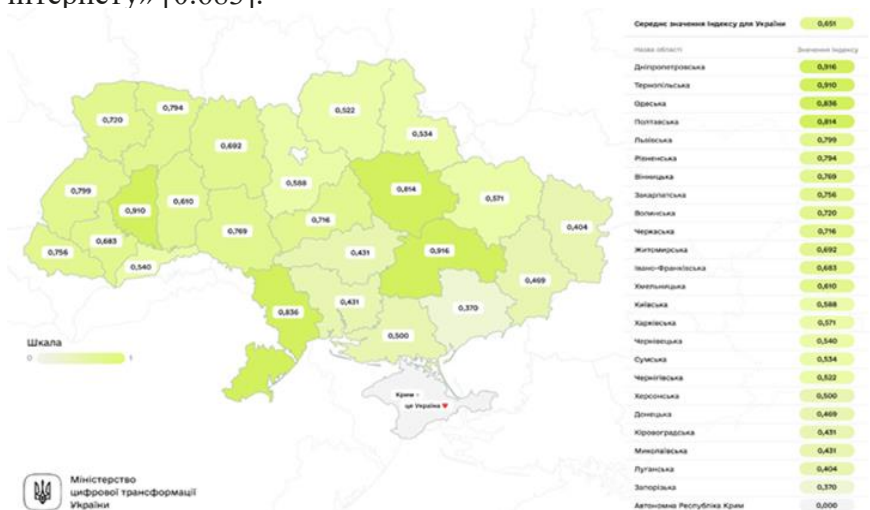 інтернету» [0.683].
Середнє значення Індексу для України 0,651
Назва області Значення Індексу
Дніпропетровська 0,916
Тернопільська 0,910
Одеська 0,836
Полтавська 0,814
Львівська 0,799
Рівненська 0,794
Вінницька 0,769
Закарпатська 0,756
Волинська 0,720
Черкаська 0,716
Житомирська 0,692
Івано-Франківська 0,683
Хмельницька 0,610
Київська 0,588
Харківська 0,571
Чернівецька 0,540
Сумська 0,534
Чернігівська 0,522
Херсонська 0,500
Донецька 0,469
Кіровоградська 0,431
Миколаївська 0,431
Луганська 0,404
Запорізька 0,370
Автономна Республіка Крим 0,000
0,720
0,794
0,692
0,522
0,534
0,799
0,910
0,610
0,588
0,814
0,571
0,404
0,756
0,683
0,540
0,769
0,716
0,431
0,916
0,469
0,836
0,431
0,500
0,370
Шкала
0 1
Крим –
це Україна
Міністерство
цифрової трансформації
України